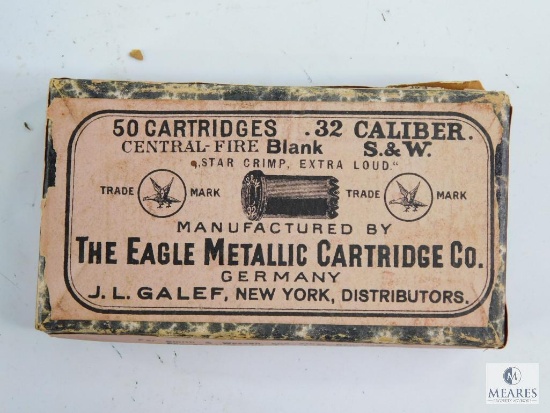 50 CARTRIDGES .32 CALIBER.
CENTRAL-FIRE Blank S.&W.
„STAR CRIMP, EXTRA LOUD."
TRADE MARK TRADE MARK
MANUFACTURED BY
THE EAGLE METALLIC CARTRIDGE CO.
GERMANY
J. L. GALEF, NEW YORK, DISTRIBUTORS.
M
MEARES